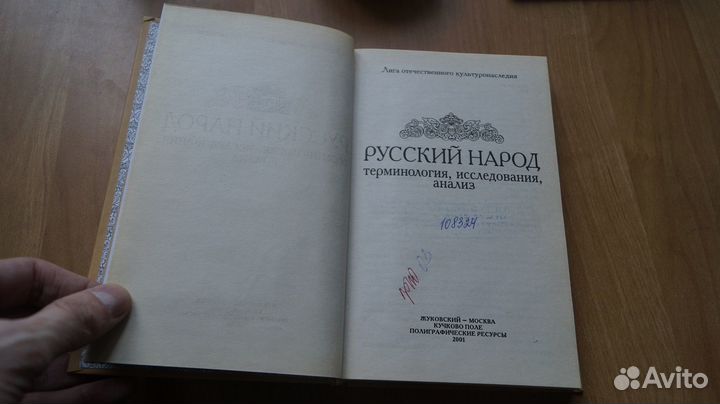 Лига отечественного культуронаследия
РУССКИЙ НАРОД
терминология, исследования,
анализ
108324
ЖУКОВСКИЙ – МОСКВА
КУЧКОВО ПОЛЕ
ПОЛИГРАФИЧЕСКИЕ РЕСУРСЫ
2001
Avito